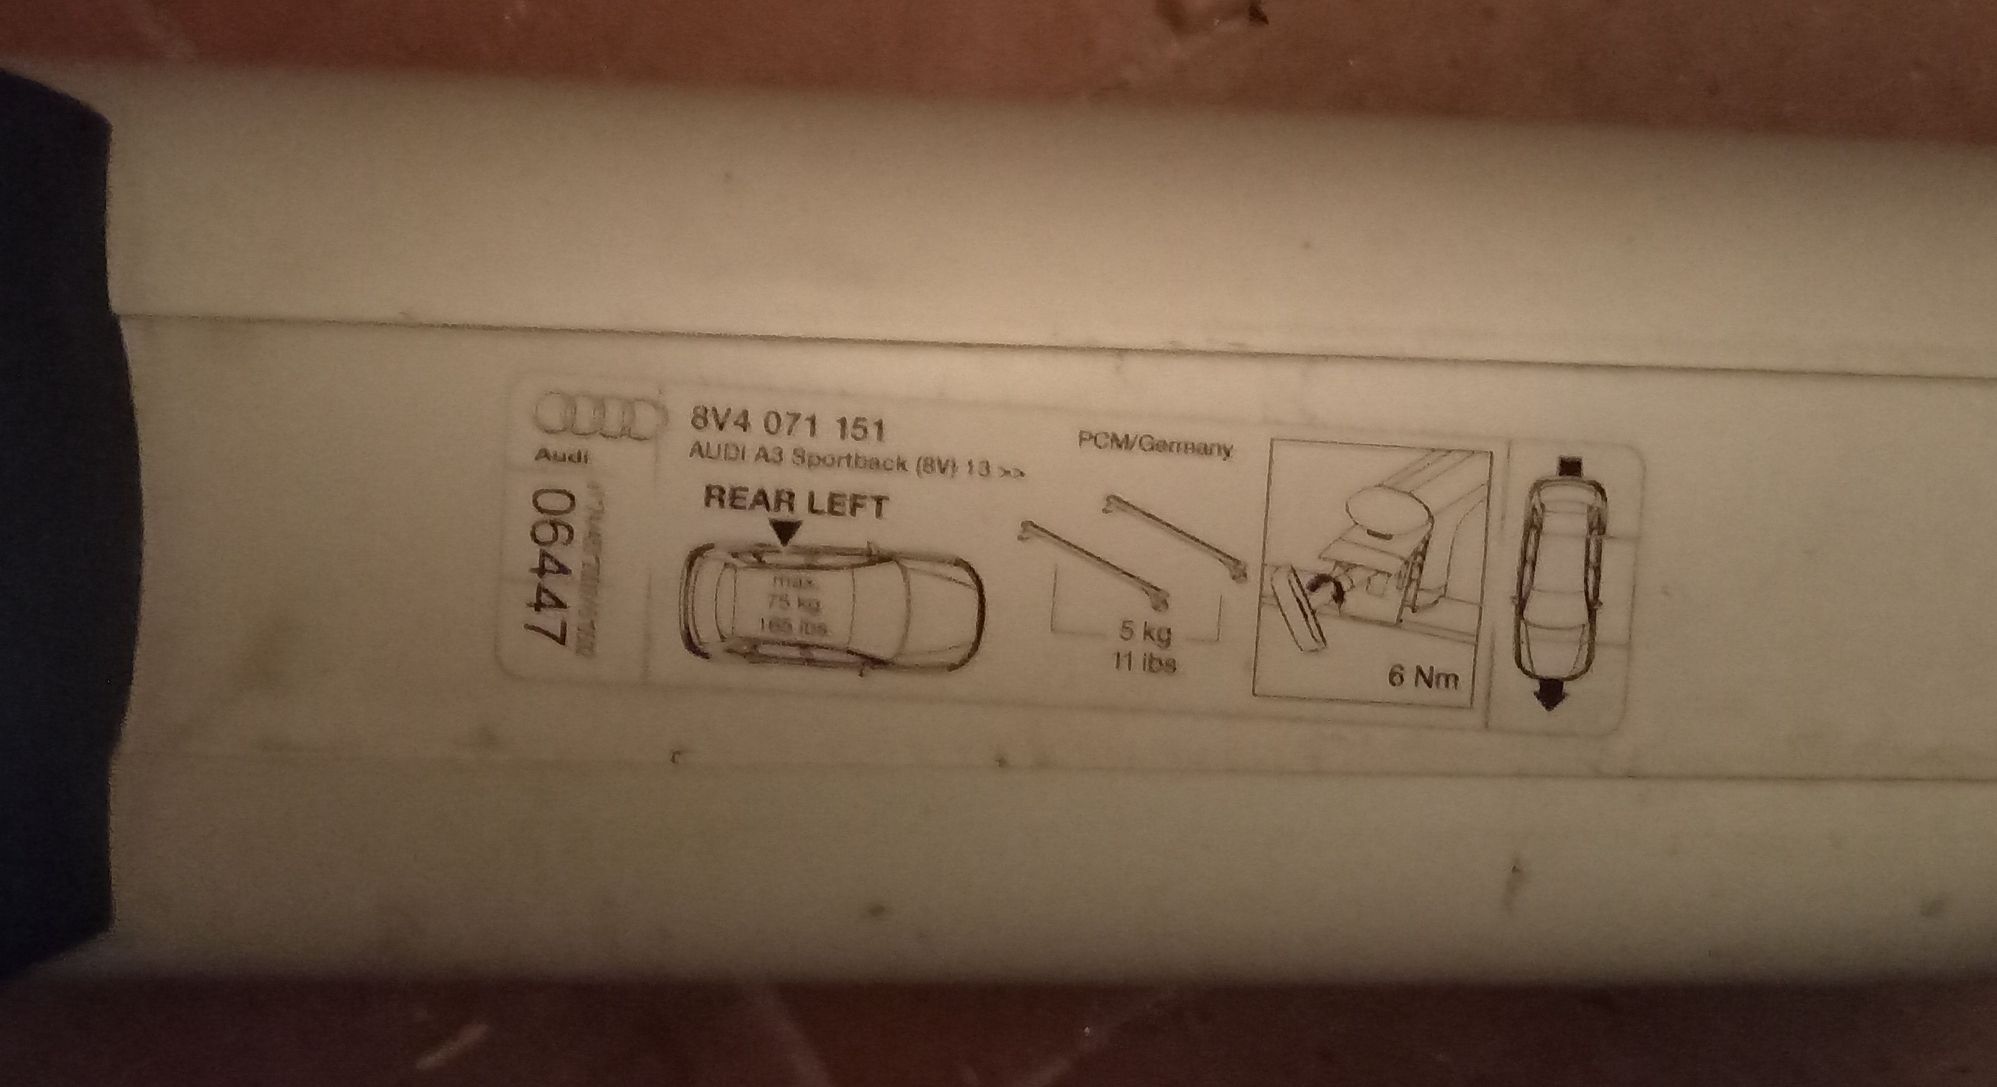 Audi
06447
8V4 071 151
AUDI A3 Sportback (8V) 13 >>
REAR LEFT
max.
75 kg
165 lbs
PCM/Germany
5 kg
11 lbs
6 Nm